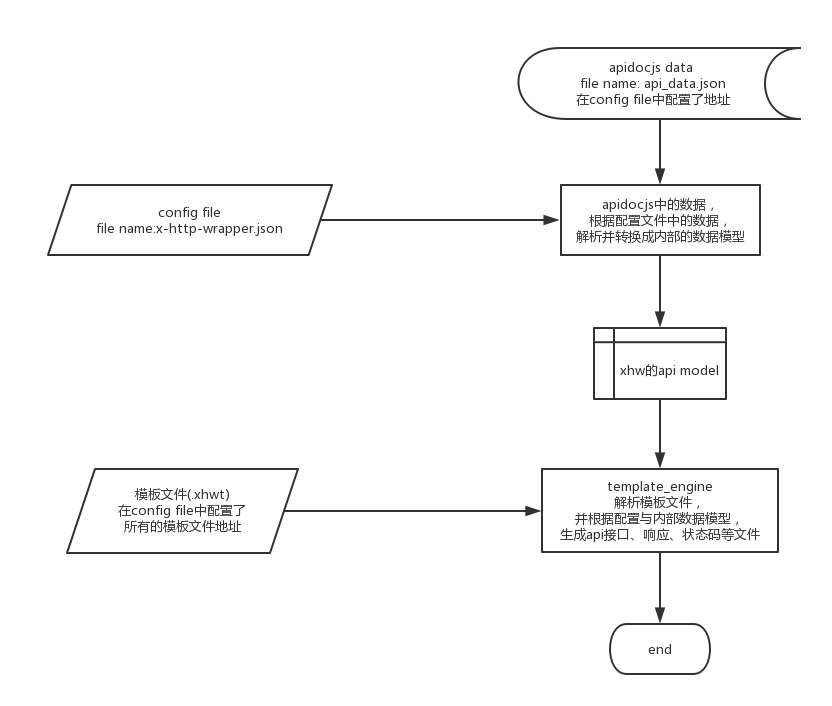 apidocjs data
file name: api_data.json
在config file中配置了地址
config file
file name:x-http-wrapper.json
apidocjs中的数据，
根据配置文件中的数据，
解析并转换成内部的数据模型
xhw的api model
模板文件(.xhwt)
在config file中配置了
所有的模板文件地址
template_engine
解析模板文件，
并根据配置与内部数据模型，
生成api接口、响应、状态码等文件
end